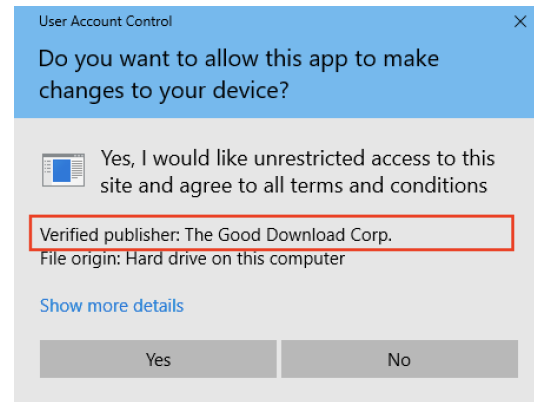 User Account Control
Do you want to allow this app to make
changes to your device?
Yes, I would like unrestricted access to this
site and agree to all terms and conditions
Verified publisher: The Good Download Corp.
File origin: Hard drive on this computer
Show more details
Yes
No